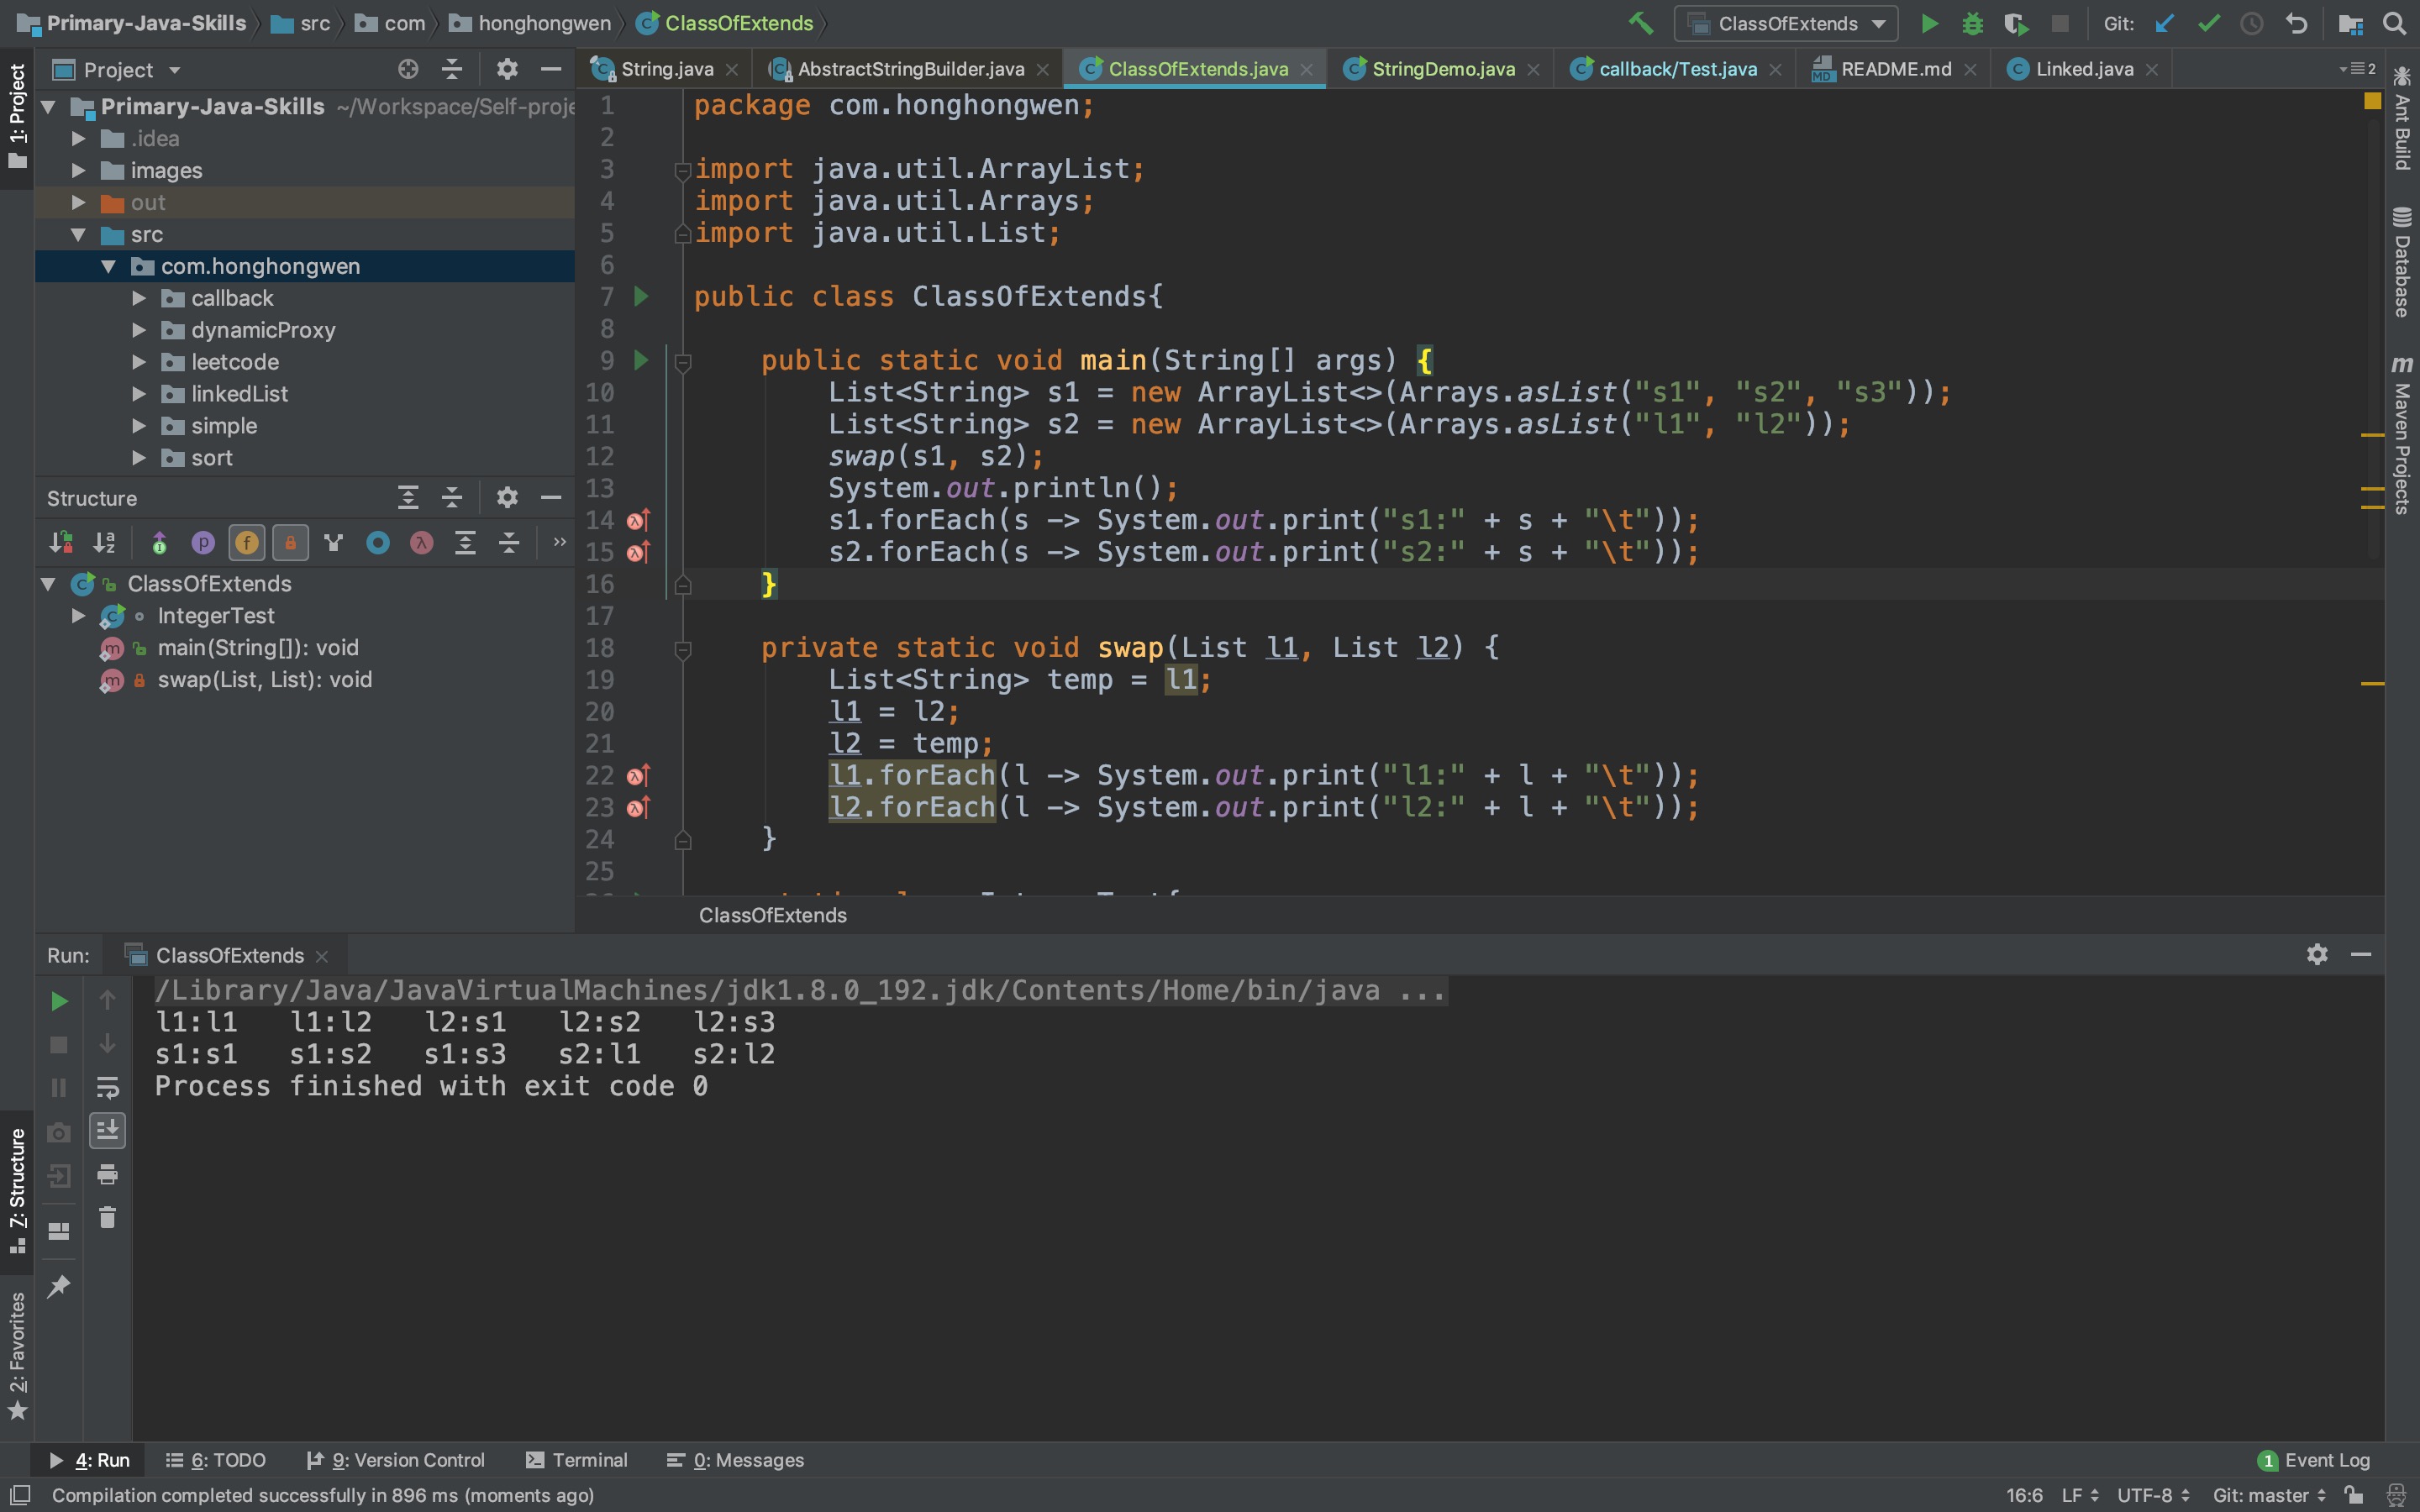 Primary-Java-Skills src com honghongwen ClassOfExtends
ClassOfExtends Git:
1: Project
Project
Primary-Java-Skills ~/Workspace/Self-proje
.idea
images
out
src
com.honghongwen
callback
dynamicProxy
leetcode
linkedList
simple
sort
Structure
ClassOfExtends
IntegerTest
main(String[]): void
swap(List, List): void
String.java AbstractStringBuilder.java ClassOfExtends.java StringDemo.java callback/Test.java README.md Linked.java 2
1 package com.honghongwen;
2
3 import java.util.ArrayList;
4 import java.util.Arrays;
5 import java.util.List;
6
7 public class ClassOfExtends{
8
9 public static void main(String[] args) {
10 List<String> s1 = new ArrayList<>(Arrays.asList("s1", "s2", "s3"));
11 List<String> s2 = new ArrayList<>(Arrays.asList("l1", "l2"));
12 swap(s1, s2);
13 System.out.println();
14 s1.forEach(s -> System.out.print("s1:" + s + "\t"));
15 s2.forEach(s -> System.out.print("s2:" + s + "\t"));
16 }
17
18 private static void swap(List l1, List l2) {
19 List<String> temp = l1;
20 l1 = l2;
21 l2 = temp;
22 l1.forEach(l -> System.out.print("l1:" + l + "\t"));
23 l2.forEach(l -> System.out.print("l2:" + l + "\t"));
24 }
25
ClassOfExtends
Ant Build
Database
Maven Projects
Run: ClassOfExtends
/Library/Java/JavaVirtualMachines/jdk1.8.0_192.jdk/Contents/Home/bin/java ...
l1:l1 l1:l2 l2:s1 l2:s2 l2:s3
s1:s1 s1:s2 s1:s3 s2:l1 s2:l2
Process finished with exit code 0
7: Structure
2: Favorites
4: Run 6: TODO 9: Version Control Terminal 0: Messages 1 Event Log
Compilation completed successfully in 896 ms (moments ago) 16:6 LF UTF-8 Git: master